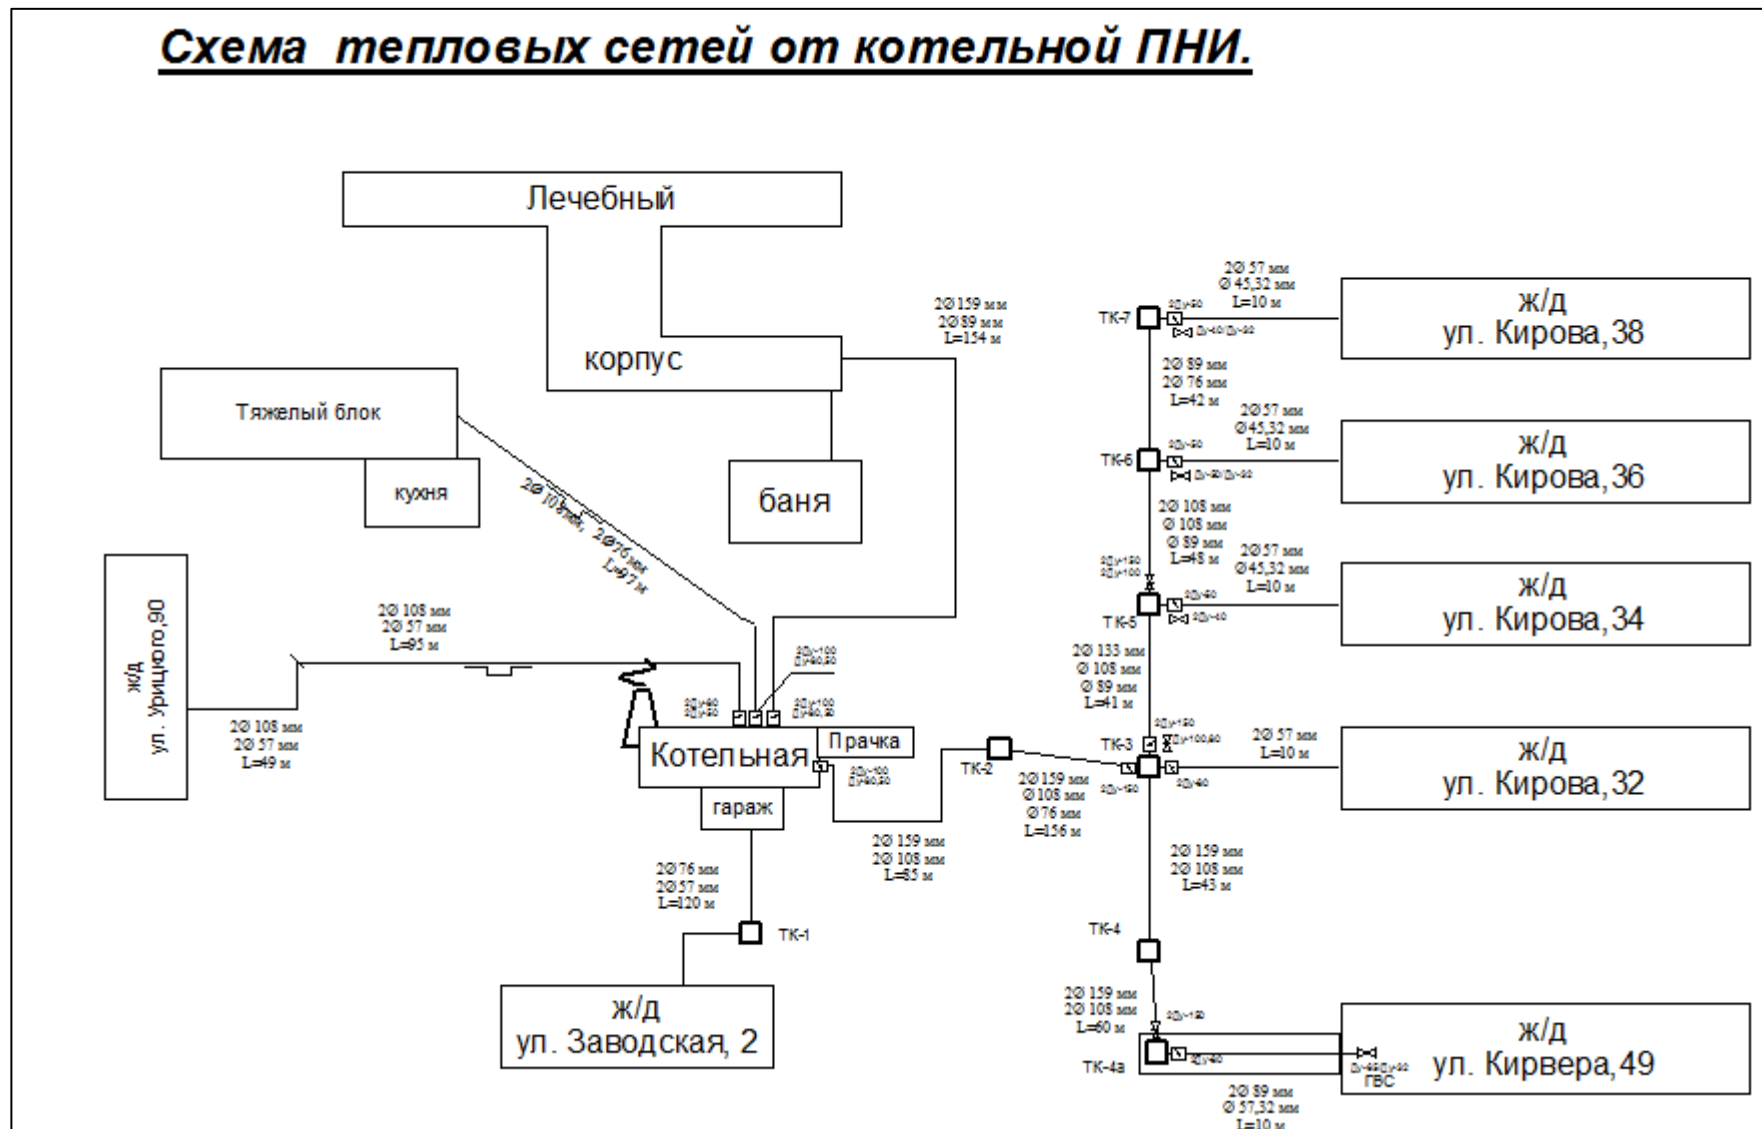 Схема тепловых сетей от котельной ПНИ.
Лечебный
корпус
2Ø 159 мм
2Ø 89 мм
L=154 м
Тяжелый блок
кухня
баня
2Ø 108мм, 2Ø 76 мм
L=97 м
ж/д
ул. Урицкого,90
2Ø 108 мм
2Ø 57 мм
L=95 м
2Ø 108 мм
2Ø 57 мм
L=49 м
Котельная
Прачка
гараж
2Ø 76 мм
2Ø 57 мм
L=120 м
ТК-1
ж/д
ул. Заводская, 2
2Ø 159 мм
2Ø 108 мм
L=85 м
ТК-2
2Ø 159 мм
Ø 108 мм
Ø 76 мм
L=156 м
ТК-7
2Ø 57 мм
Ø 45,32 мм
L=10 м
ж/д
ул. Кирова,38
2Ø 89 мм
2Ø 76 мм
L=42 м
ТК-6
2Ø 57 мм
Ø 45,32 мм
L=10 м
ж/д
ул. Кирова,36
2Ø 108 мм
Ø 108 мм
Ø 89 мм
L=48 м
ТК-5
2Ø 57 мм
Ø 45,32 мм
L=10 м
ж/д
ул. Кирова,34
2Ø 133 мм
Ø 108 мм
Ø 89 мм
L=41 м
ТК-3
2Ø 57 мм
L=10 м
ж/д
ул. Кирова,32
2Ø 159 мм
2Ø 108 мм
L=43 м
ТК-4
2Ø 159 мм
2Ø 108 мм
L=60 м
ТК-4а
ГВС
ж/д
ул. Кирвера,49
2Ø 89 мм
Ø 57,32 мм
L=10 м